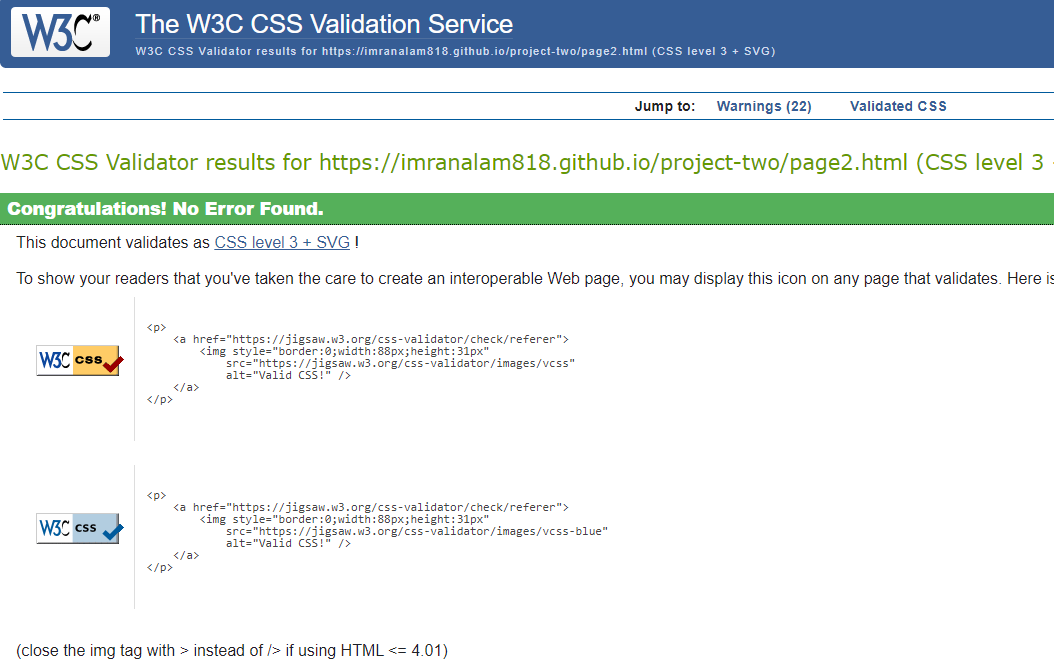 W3C® The W3C CSS Validation Service
W3C CSS Validator results for https://imranalam818.github.io/project-two/page2.html (CSS level 3 + SVG)
Jump to: Warnings (22) Validated CSS
W3C CSS Validator results for https://imranalam818.github.io/project-two/page2.html (CSS level 3
Congratulations! No Error Found.
This document validates as CSS level 3 + SVG !
To show your readers that you've taken the care to create an interoperable Web page, you may display this icon on any page that validates. Here is
W3C css
<p>
<a href="https://jigsaw.w3.org/css-validator/check/referer">
<img style="border:0;width:88px;height:31px"
src="https://jigsaw.w3.org/css-validator/images/vcss"
alt="Valid CSS!" />
</a>
</p>
W3C css
<p>
<a href="https://jigsaw.w3.org/css-validator/check/referer">
<img style="border:0;width:88px;height:31px"
src="https://jigsaw.w3.org/css-validator/images/vcss-blue"
alt="Valid CSS!" />
</a>
</p>
(close the img tag with > instead of /> if using HTML <= 4.01)